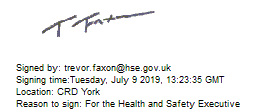 T Faxon
Signed by: trevor.faxon@hse.gov.uk
Signing time:Tuesday, July 9 2019, 13:23:35 GMT
Location: CRD York
Reason to sign: For the Health and Safety Executive